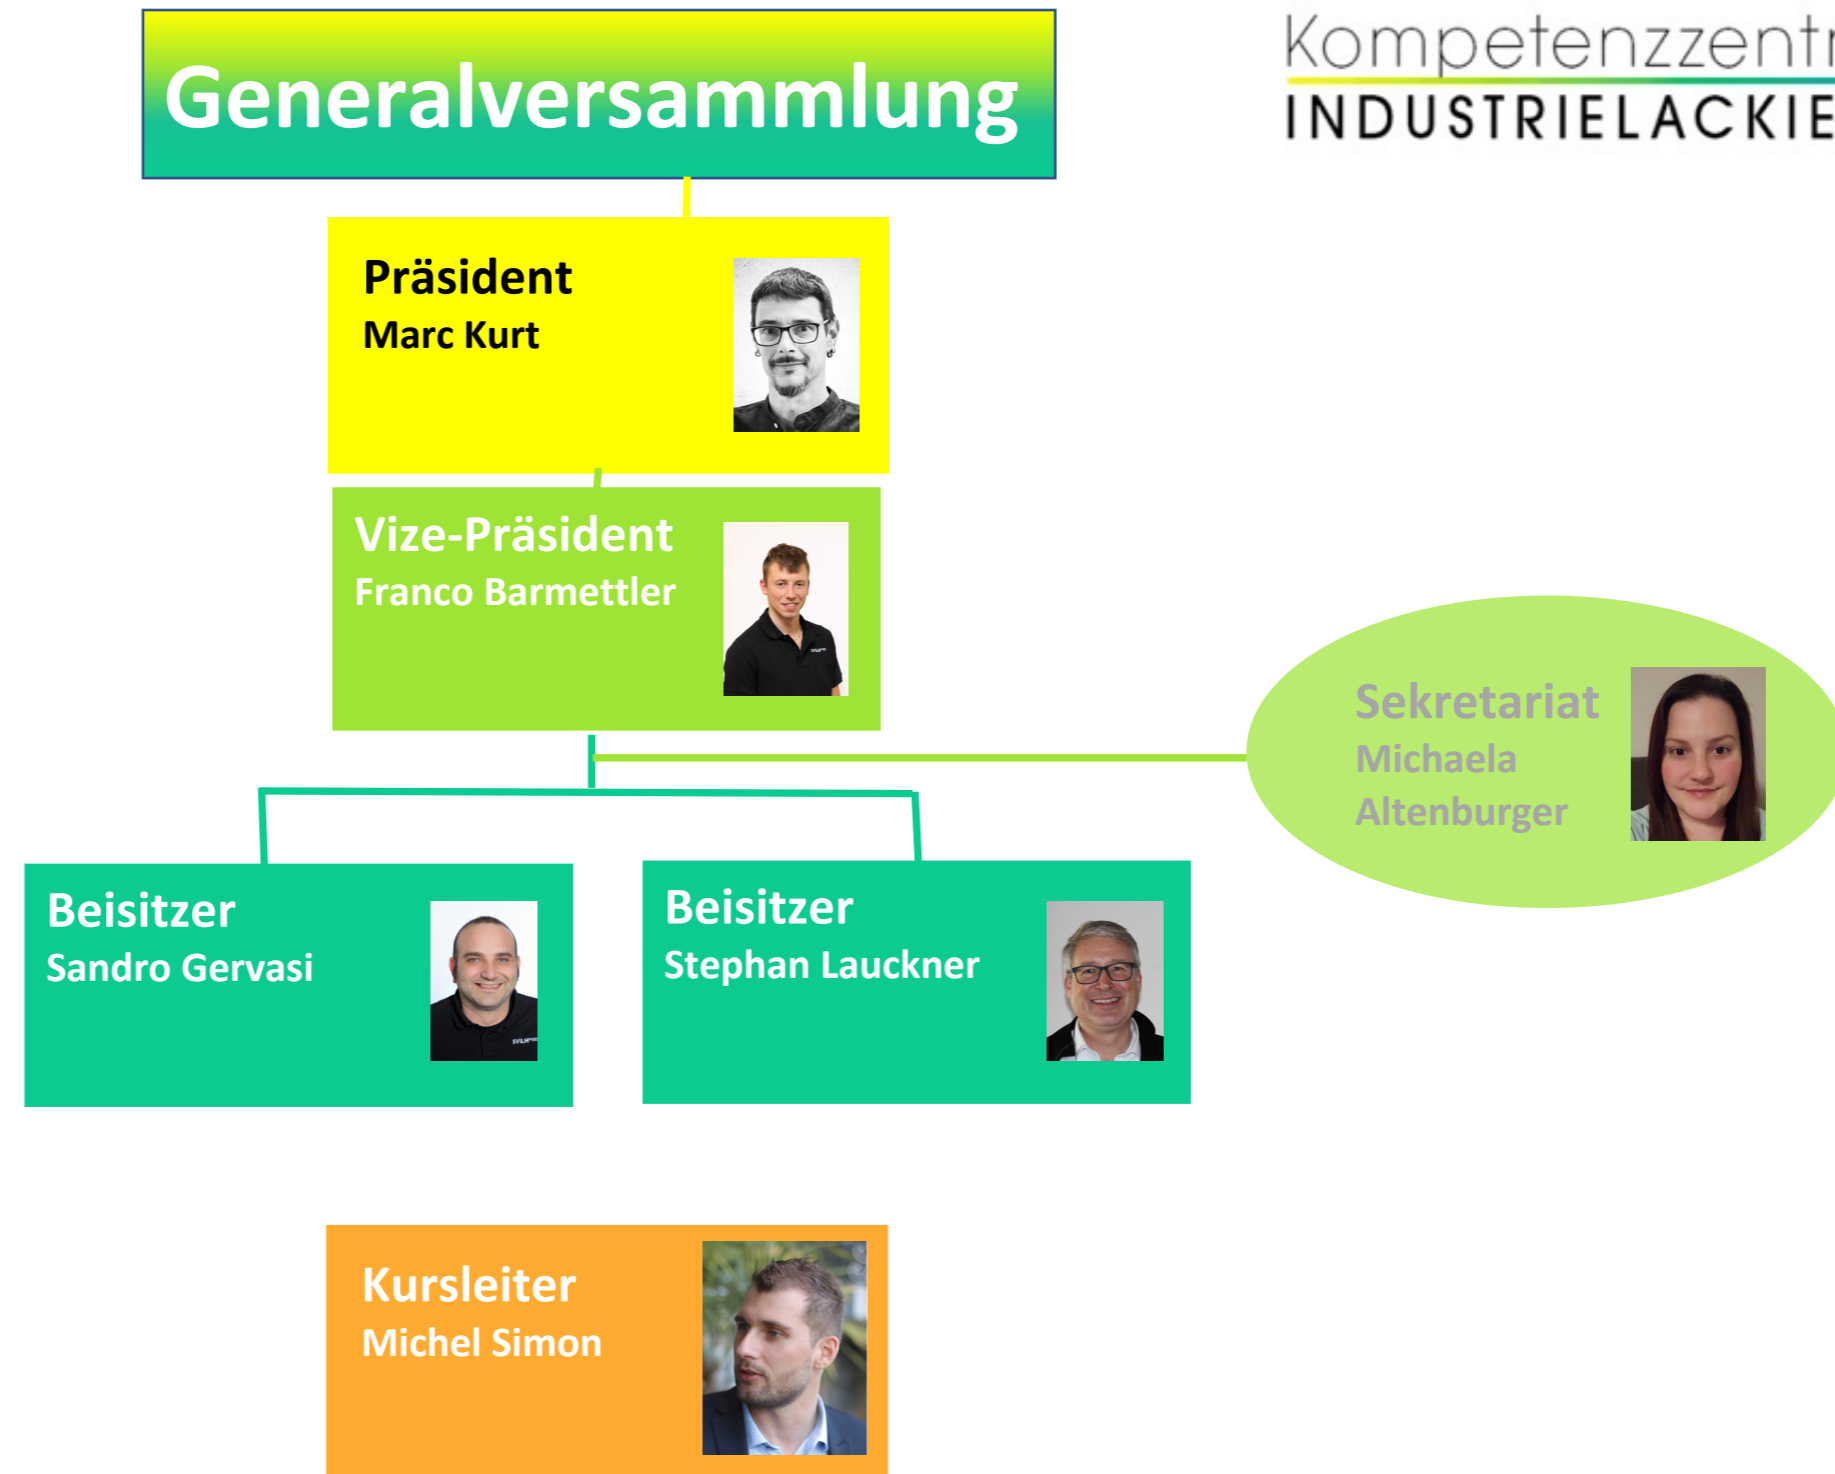 Generalversammlung
Kompetenzzentr
INDUSTRIELACKIE
Präsident
Marc Kurt
Vize-Präsident
Franco Barmettler
Sekretariat
Michaela
Altenburger
Beisitzer
Sandro Gervasi
Beisitzer
Stephan Lauckner
Kursleiter
Michel Simon